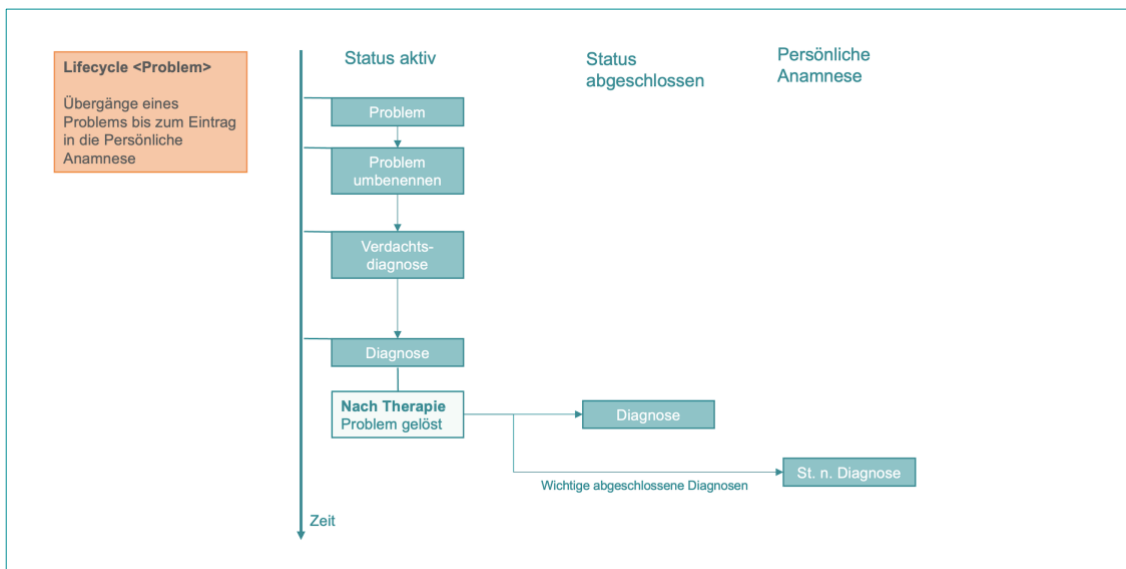 Lifecycle <Problem>
Übergänge eines
Problems bis zum Eintrag
in die Persönliche
Anamnese
Status aktiv
Status
abgeschlossen
Persönliche
Anamnese
Problem
Problem
umbenennen
Verdachts-
diagnose
Diagnose
Nach Therapie
Problem gelöst
Diagnose
St. n. Diagnose
Wichtige abgeschlossene Diagnosen
Zeit